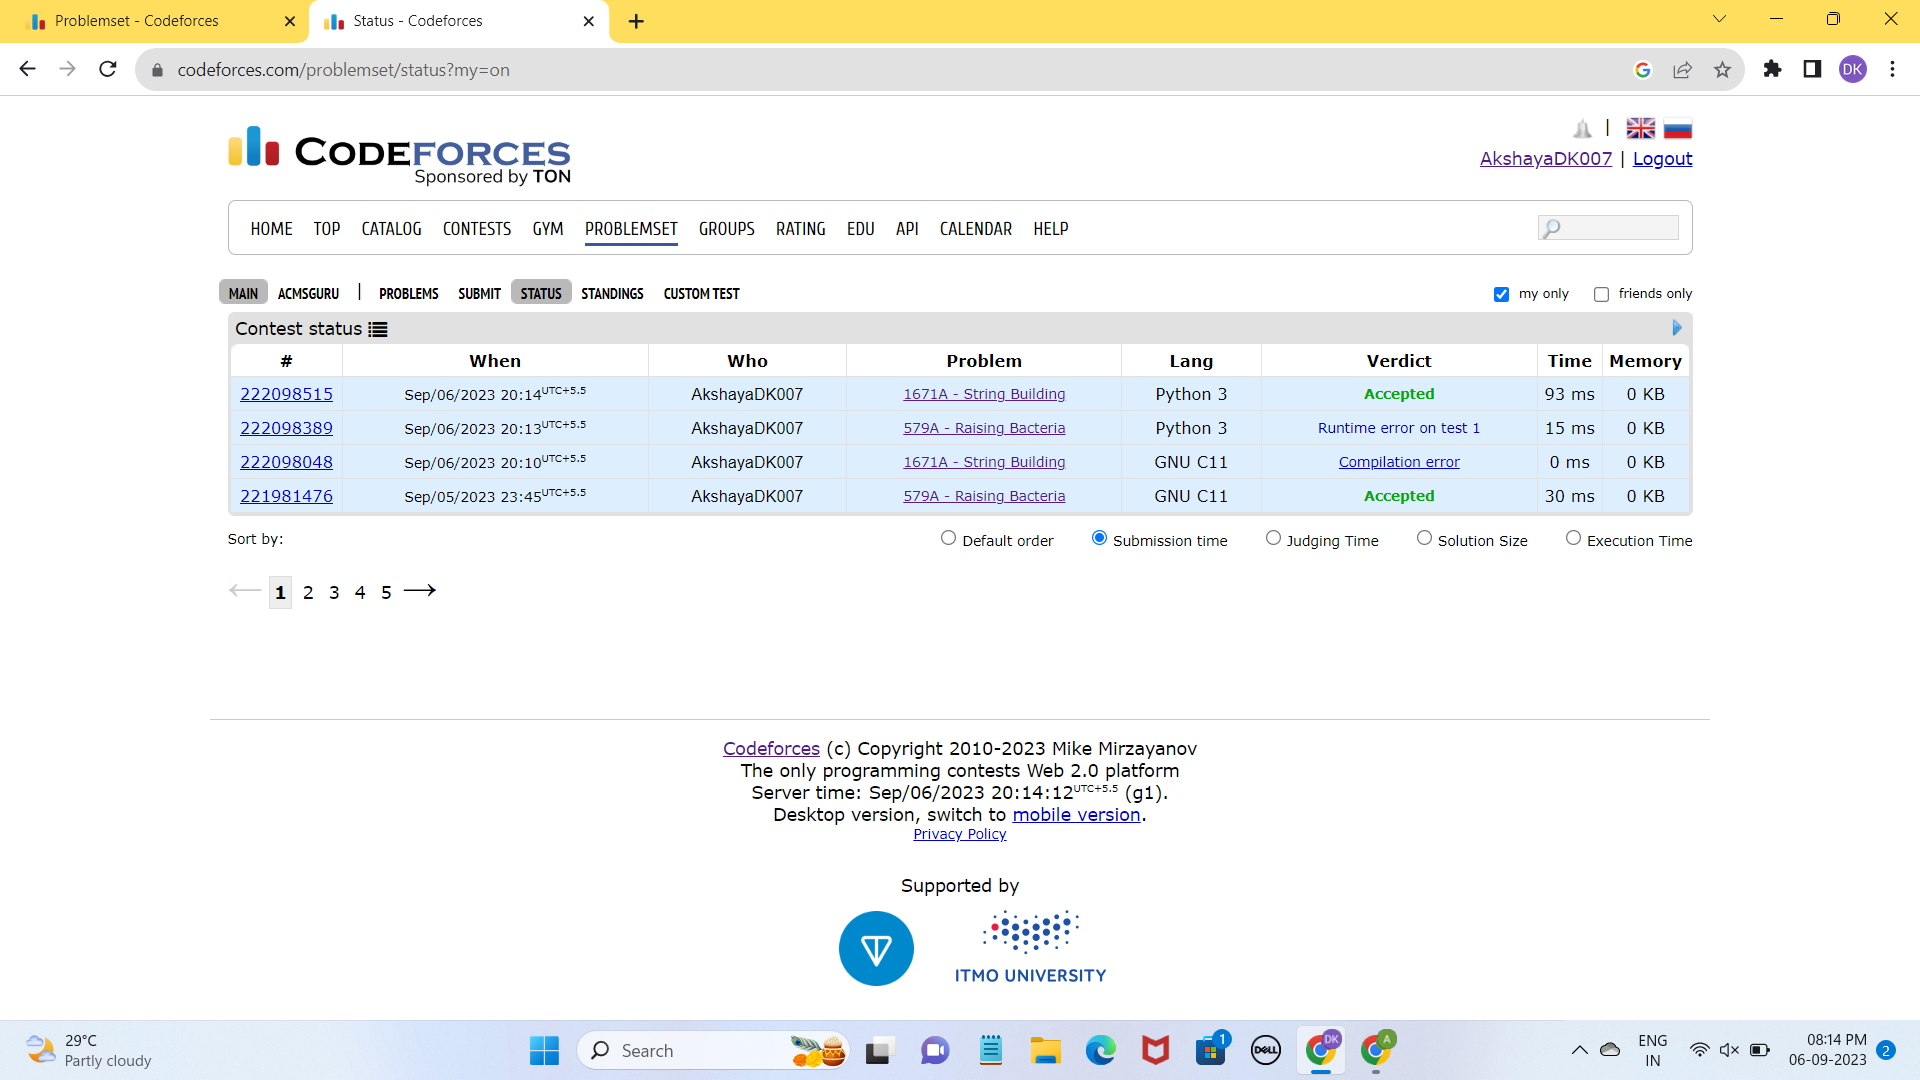 Problemset - Codeforces
Status - Codeforces
codeforces.com/problemset/status?my=on
DK
CODEFORCES
Sponsored by TON
|
AkshayaDK007 | Logout
HOME TOP CATALOG CONTESTS GYM PROBLEMSET GROUPS RATING EDU API CALENDAR HELP
MAIN ACMSGURU | PROBLEMS SUBMIT STATUS STANDINGS CUSTOM TEST
my only friends only
Contest status
# When Who Problem Lang Verdict Time Memory
222098515 Sep/06/2023 20:14UTC+5.5 AkshayaDK007 1671A - String Building Python 3 Accepted 93 ms 0 KB
222098389 Sep/06/2023 20:13UTC+5.5 AkshayaDK007 579A - Raising Bacteria Python 3 Runtime error on test 1 15 ms 0 KB
222098048 Sep/06/2023 20:10UTC+5.5 AkshayaDK007 1671A - String Building GNU C11 Compilation error 0 ms 0 KB
221981476 Sep/05/2023 23:45UTC+5.5 AkshayaDK007 579A - Raising Bacteria GNU C11 Accepted 30 ms 0 KB
Sort by: Default order Submission time Judging Time Solution Size Execution Time
← 1 2 3 4 5 →
Codeforces (c) Copyright 2010-2023 Mike Mirzayanov
The only programming contests Web 2.0 platform
Server time: Sep/06/2023 20:14:12UTC+5.5 (g1).
Desktop version, switch to mobile version.
Privacy Policy
Supported by
ITMO UNIVERSITY
29°C
Partly cloudy
Search
1
DELL
DK
A
ENG
IN
08:14 PM
06-09-2023
2